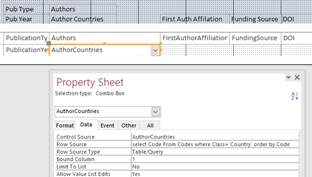 Pub Type Authors
Pub Year Author Countries First Auth Affilation Funding Source DOI
PublicationTy Authors FirstAuthorAffiliation FundingSource DOI
PublicationYe AuthorCountries
Property Sheet
Selection type: Combo Box
AuthorCountries
Format Data Event Other All
Control Source AuthorCountries
Row Source select Code From Codes where Class='Country' order by Code
Row Source Type Table/Query
Bound Column 1
Limit To List No
Allow Value List Edits Yes